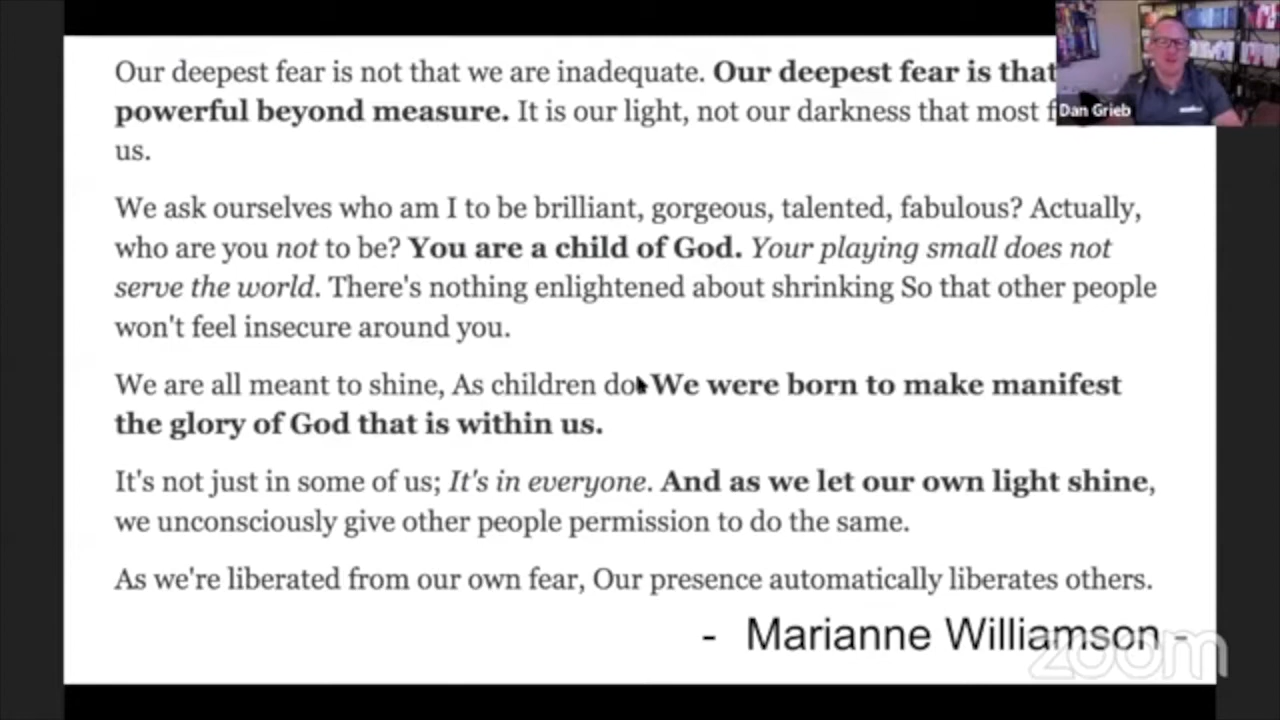 Our deepest fear is not that we are inadequate. Our deepest fear is that
powerful beyond measure. It is our light, not our darkness that most f
us.
We ask ourselves who am I to be brilliant, gorgeous, talented, fabulous? Actually,
who are you not to be? You are a child of God. Your playing small does not
serve the world. There's nothing enlightened about shrinking So that other people
won't feel insecure around you.
We are all meant to shine, As children do. We were born to make manifest
the glory of God that is within us.
It's not just in some of us; It's in everyone. And as we let our own light shine,
we unconsciously give other people permission to do the same.
As we're liberated from our own fear, Our presence automatically liberates others.
- Marianne Williamson -
Dan Grieb
zoom